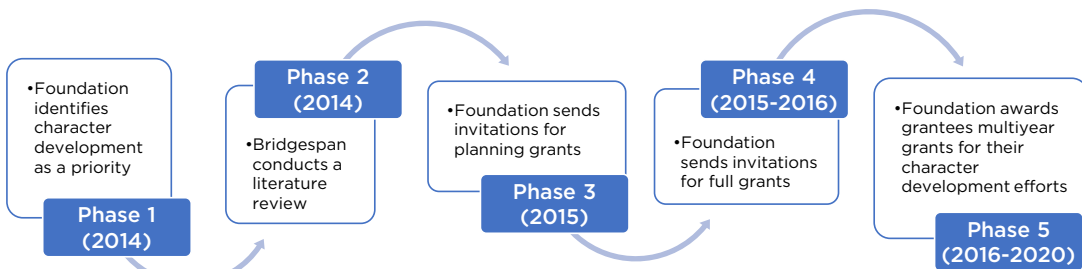 •Foundation
identifies
character
development
as a priority
Phase 1
(2014)
Phase 2
(2014)
•Bridgespan
conducts a
literature
review
•Foundation sends
invitations for
planning grants
Phase 3
(2015)
Phase 4
(2015-2016)
•Foundation
sends invitations
for full grants
•Foundation awards
grantees multiyear
grants for their
character
development efforts
Phase 5
(2016-2020)